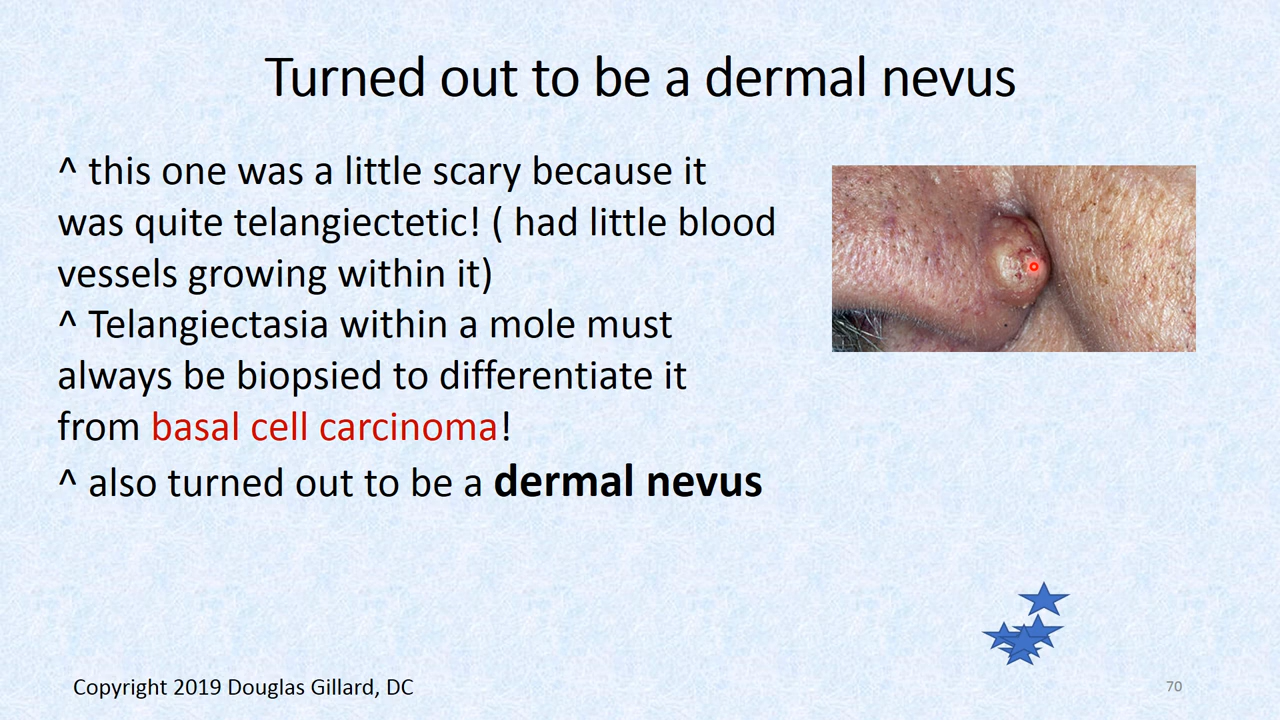 Turned out to be a dermal nevus
^ this one was a little scary because it
was quite telangiectetic! ( had little blood
vessels growing within it)
^ Telangiectasia within a mole must
always be biopsied to differentiate it
from basal cell carcinoma!
^ also turned out to be a dermal nevus
Copyright 2019 Douglas Gillard, DC
70